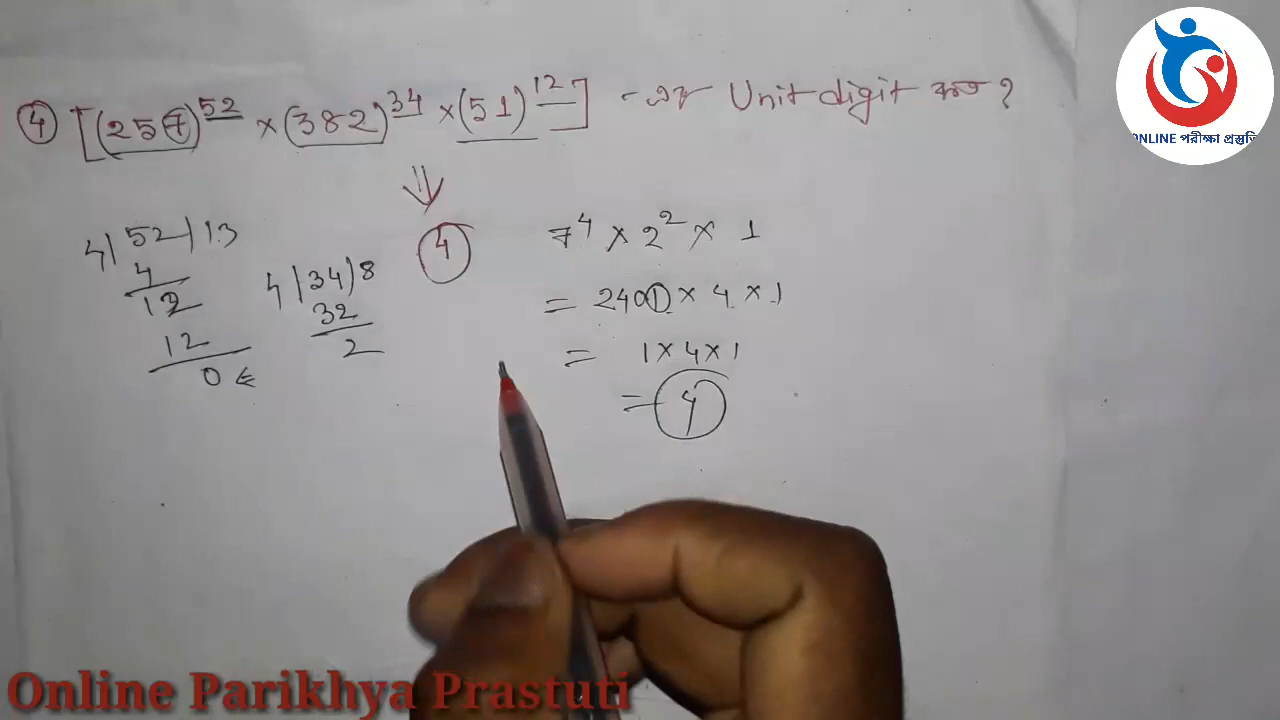 ④ [(257)^52 × (382)^34 × (51)^12] - এর Unit digit কত ?
ONLINE পরীক্ষা প্রস্তুতি
4) 52 ) 13
4
12
12
0
4) 34 ) 8
32
2
④
7^4 × 2^2 × 1
= 2401 × 4 × 1
= 1 × 4 × 1
= 4
Online Parikhya Prastuti